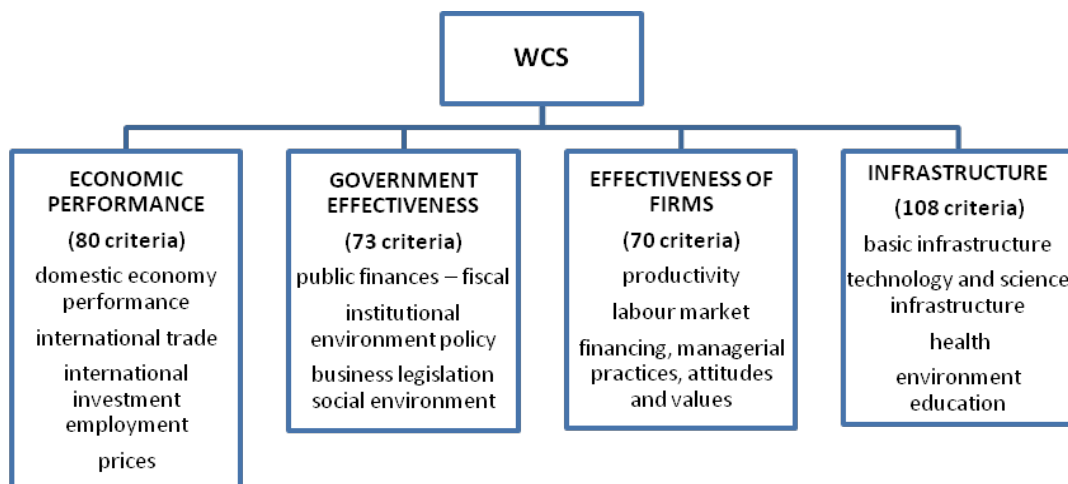 WCS
ECONOMIC
PERFORMANCE
(80 criteria)
domestic economy
performance
international trade
international
investment
employment
prices
GOVERNMENT
EFFECTIVENESS
(73 criteria)
public finances – fiscal
institutional
environment policy
business legislation
social environment
EFFECTIVENESS OF
FIRMS
(70 criteria)
productivity
labour market
financing, managerial
practices, attitudes
and values
INFRASTRUCTURE
(108 criteria)
basic infrastructure
technology and science
infrastructure
health
environment
education